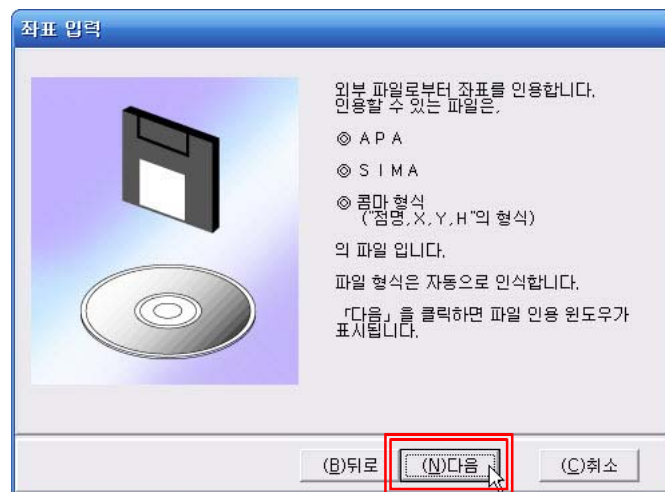 좌표 입력
외부 파일로부터 좌표를 인용합니다.
인용할 수 있는 파일은,
◎ A P A
◎ S I M A
◎ 콤마 형식
("점명,X,Y,H"의 형식)
의 파일 입니다.
파일 형식은 자동으로 인식합니다.
「다음」을 클릭하면 파일 인용 윈도우가
표시됩니다.
(B)뒤로 (N)다음 (C)취소